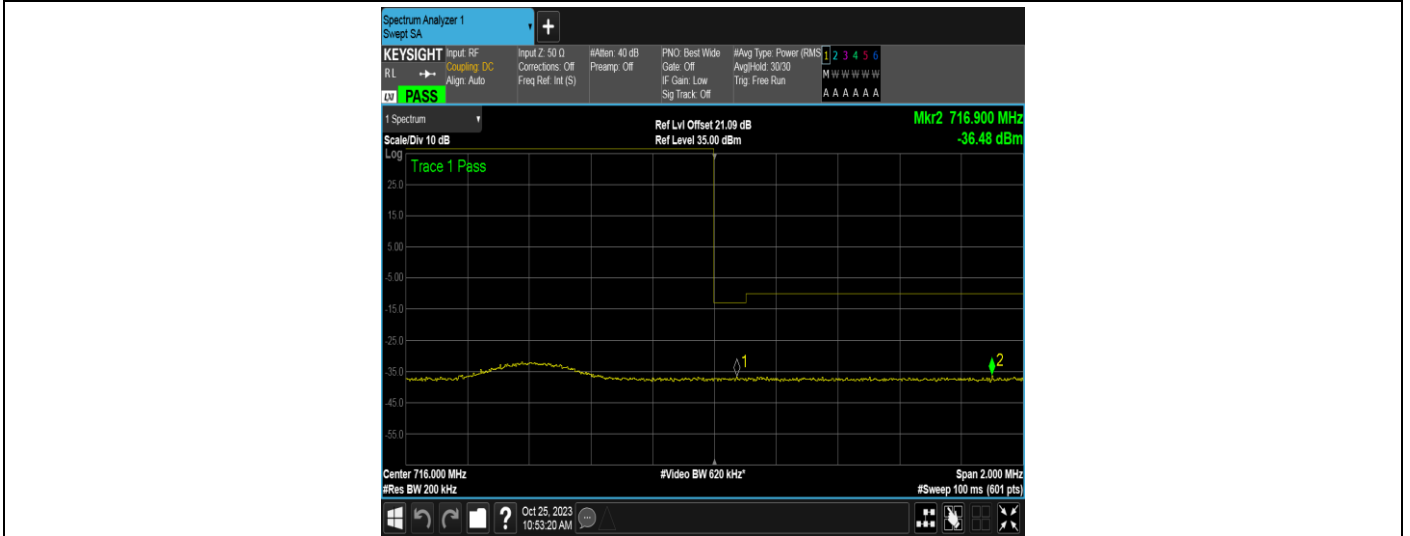 Spectrum Analyzer 1
Swept SA
+
KEYSIGHT Input: RF Input Z: 50 Ω #Atten: 40 dB PNO: Best Wide #Avg Type: Power (RMS 1 2 3 4 5 6
RL Coupling: DC Corrections: Off Preamp: Off Gate: Off Avg|Hold: 30/30 M W W W W W
Align: Auto Freq Ref: Int (S) IF Gain: Low Trig: Free Run
Sig Track: Off A A A A A A
LXI PASS
1 Spectrum Ref Lvl Offset 21.09 dB Mkr2 716.900 MHz
Scale/Div 10 dB Ref Level 35.00 dBm -36.48 dBm
Log
Trace 1 Pass
25.0
15.0
5.00
-5.00
-15.0
-25.0
1
2
-35.0
-45.0
-55.0
Center 716.000 MHz #Video BW 620 kHz* Span 2.000 MHz
#Res BW 200 kHz #Sweep 100 ms (601 pts)
? Oct 25, 2023
10:53:20 AM